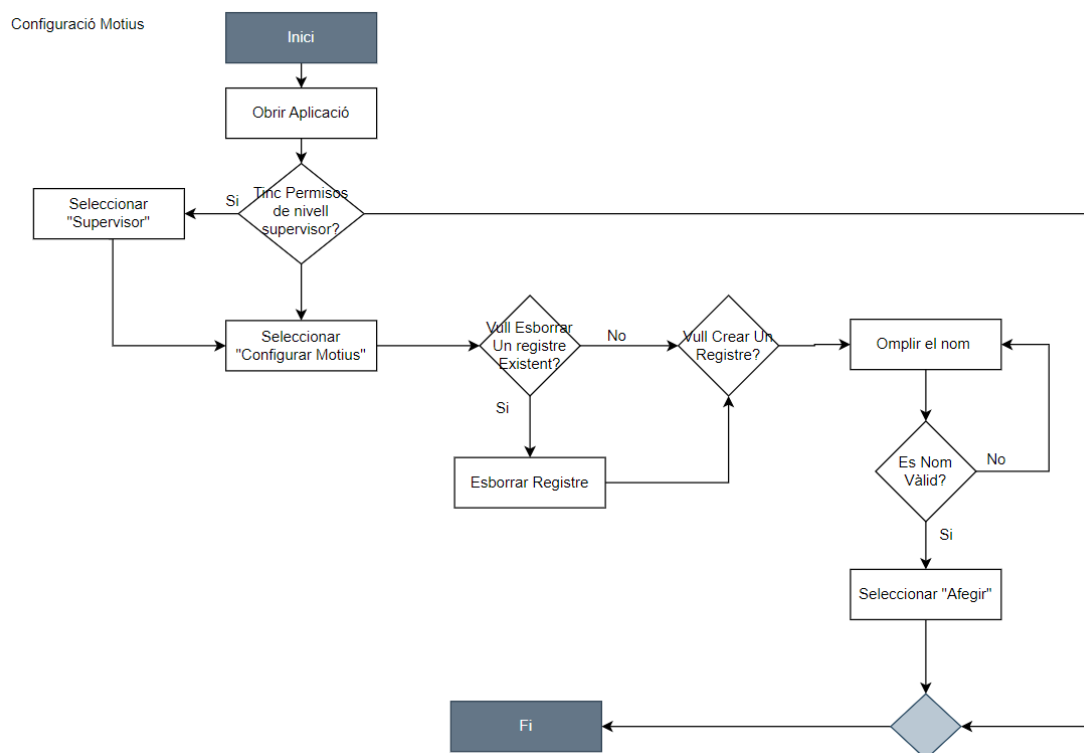 Configuració Motius
Inici
Obrir Aplicació
Tinc Permisos
de nivell
supervisor?
Si
Seleccionar
"Supervisor"
Seleccionar
"Configurar Motius"
Vull Esborrar
Un registre
Existent?
No
Vull Crear Un
Registre?
Omplir el nom
Si
Esborrar Registre
Es Nom
Vàlid?
No
Si
Seleccionar "Afegir"
Fi